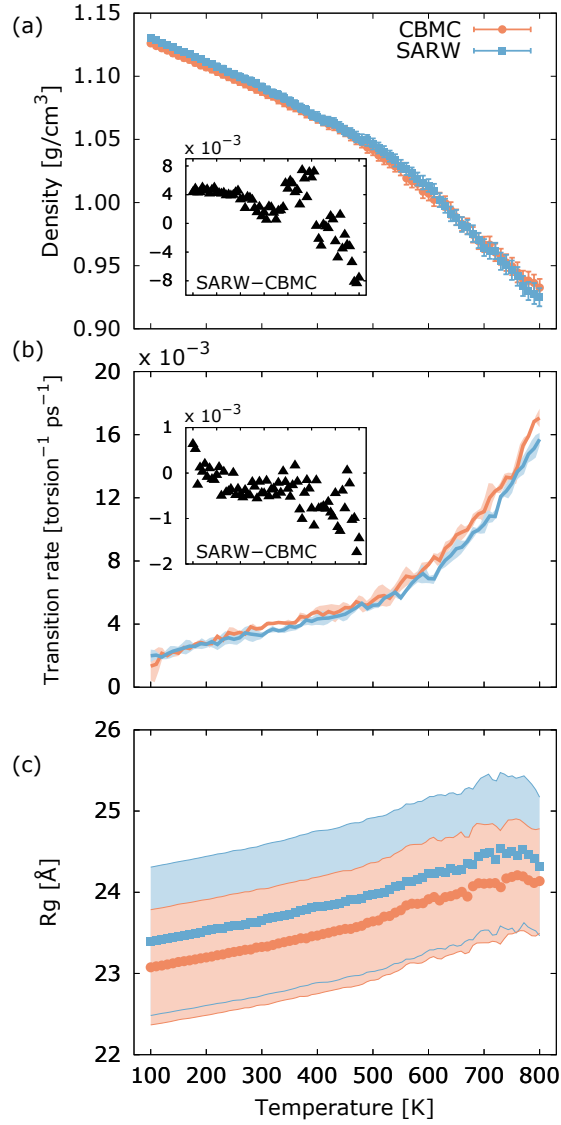 (a)
1.15
1.10
1.05
1.00
0.95
0.90
Density [g/cm³]
CBMC
SARW
x 10⁻³
8
4
0
−4
−8
SARW−CBMC
(b)
x 10⁻³
20
16
12
8
4
0
Transition rate [torsion⁻¹ ps⁻¹]
x 10⁻³
1
0
−1
−2
SARW−CBMC
(c)
26
25
24
23
22
Rg [Å]
100 200 300 400 500 600 700 800
Temperature [K]